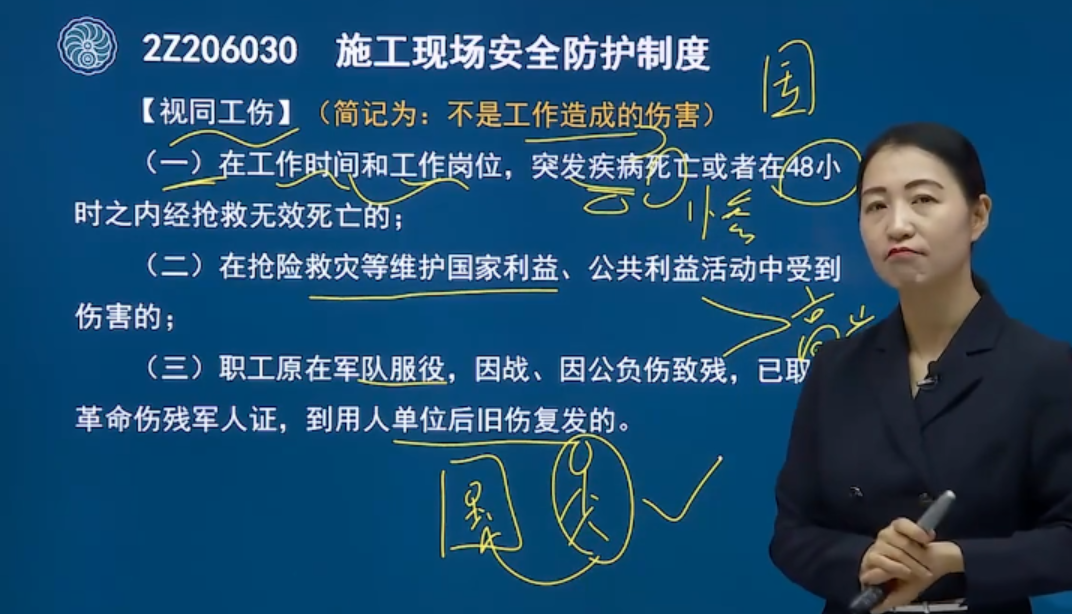 2Z206030 施工现场安全防护制度
【视同工伤】（简记为：不是工作造成的伤害）
（一）在工作时间和工作岗位，突发疾病死亡或者在48小
时之内经抢救无效死亡的；
（二）在抢险救灾等维护国家利益、公共利益活动中受到
伤害的；
（三）职工原在军队服役，因战、因公负伤致残，已取
革命伤残军人证，到用人单位后旧伤复发的。